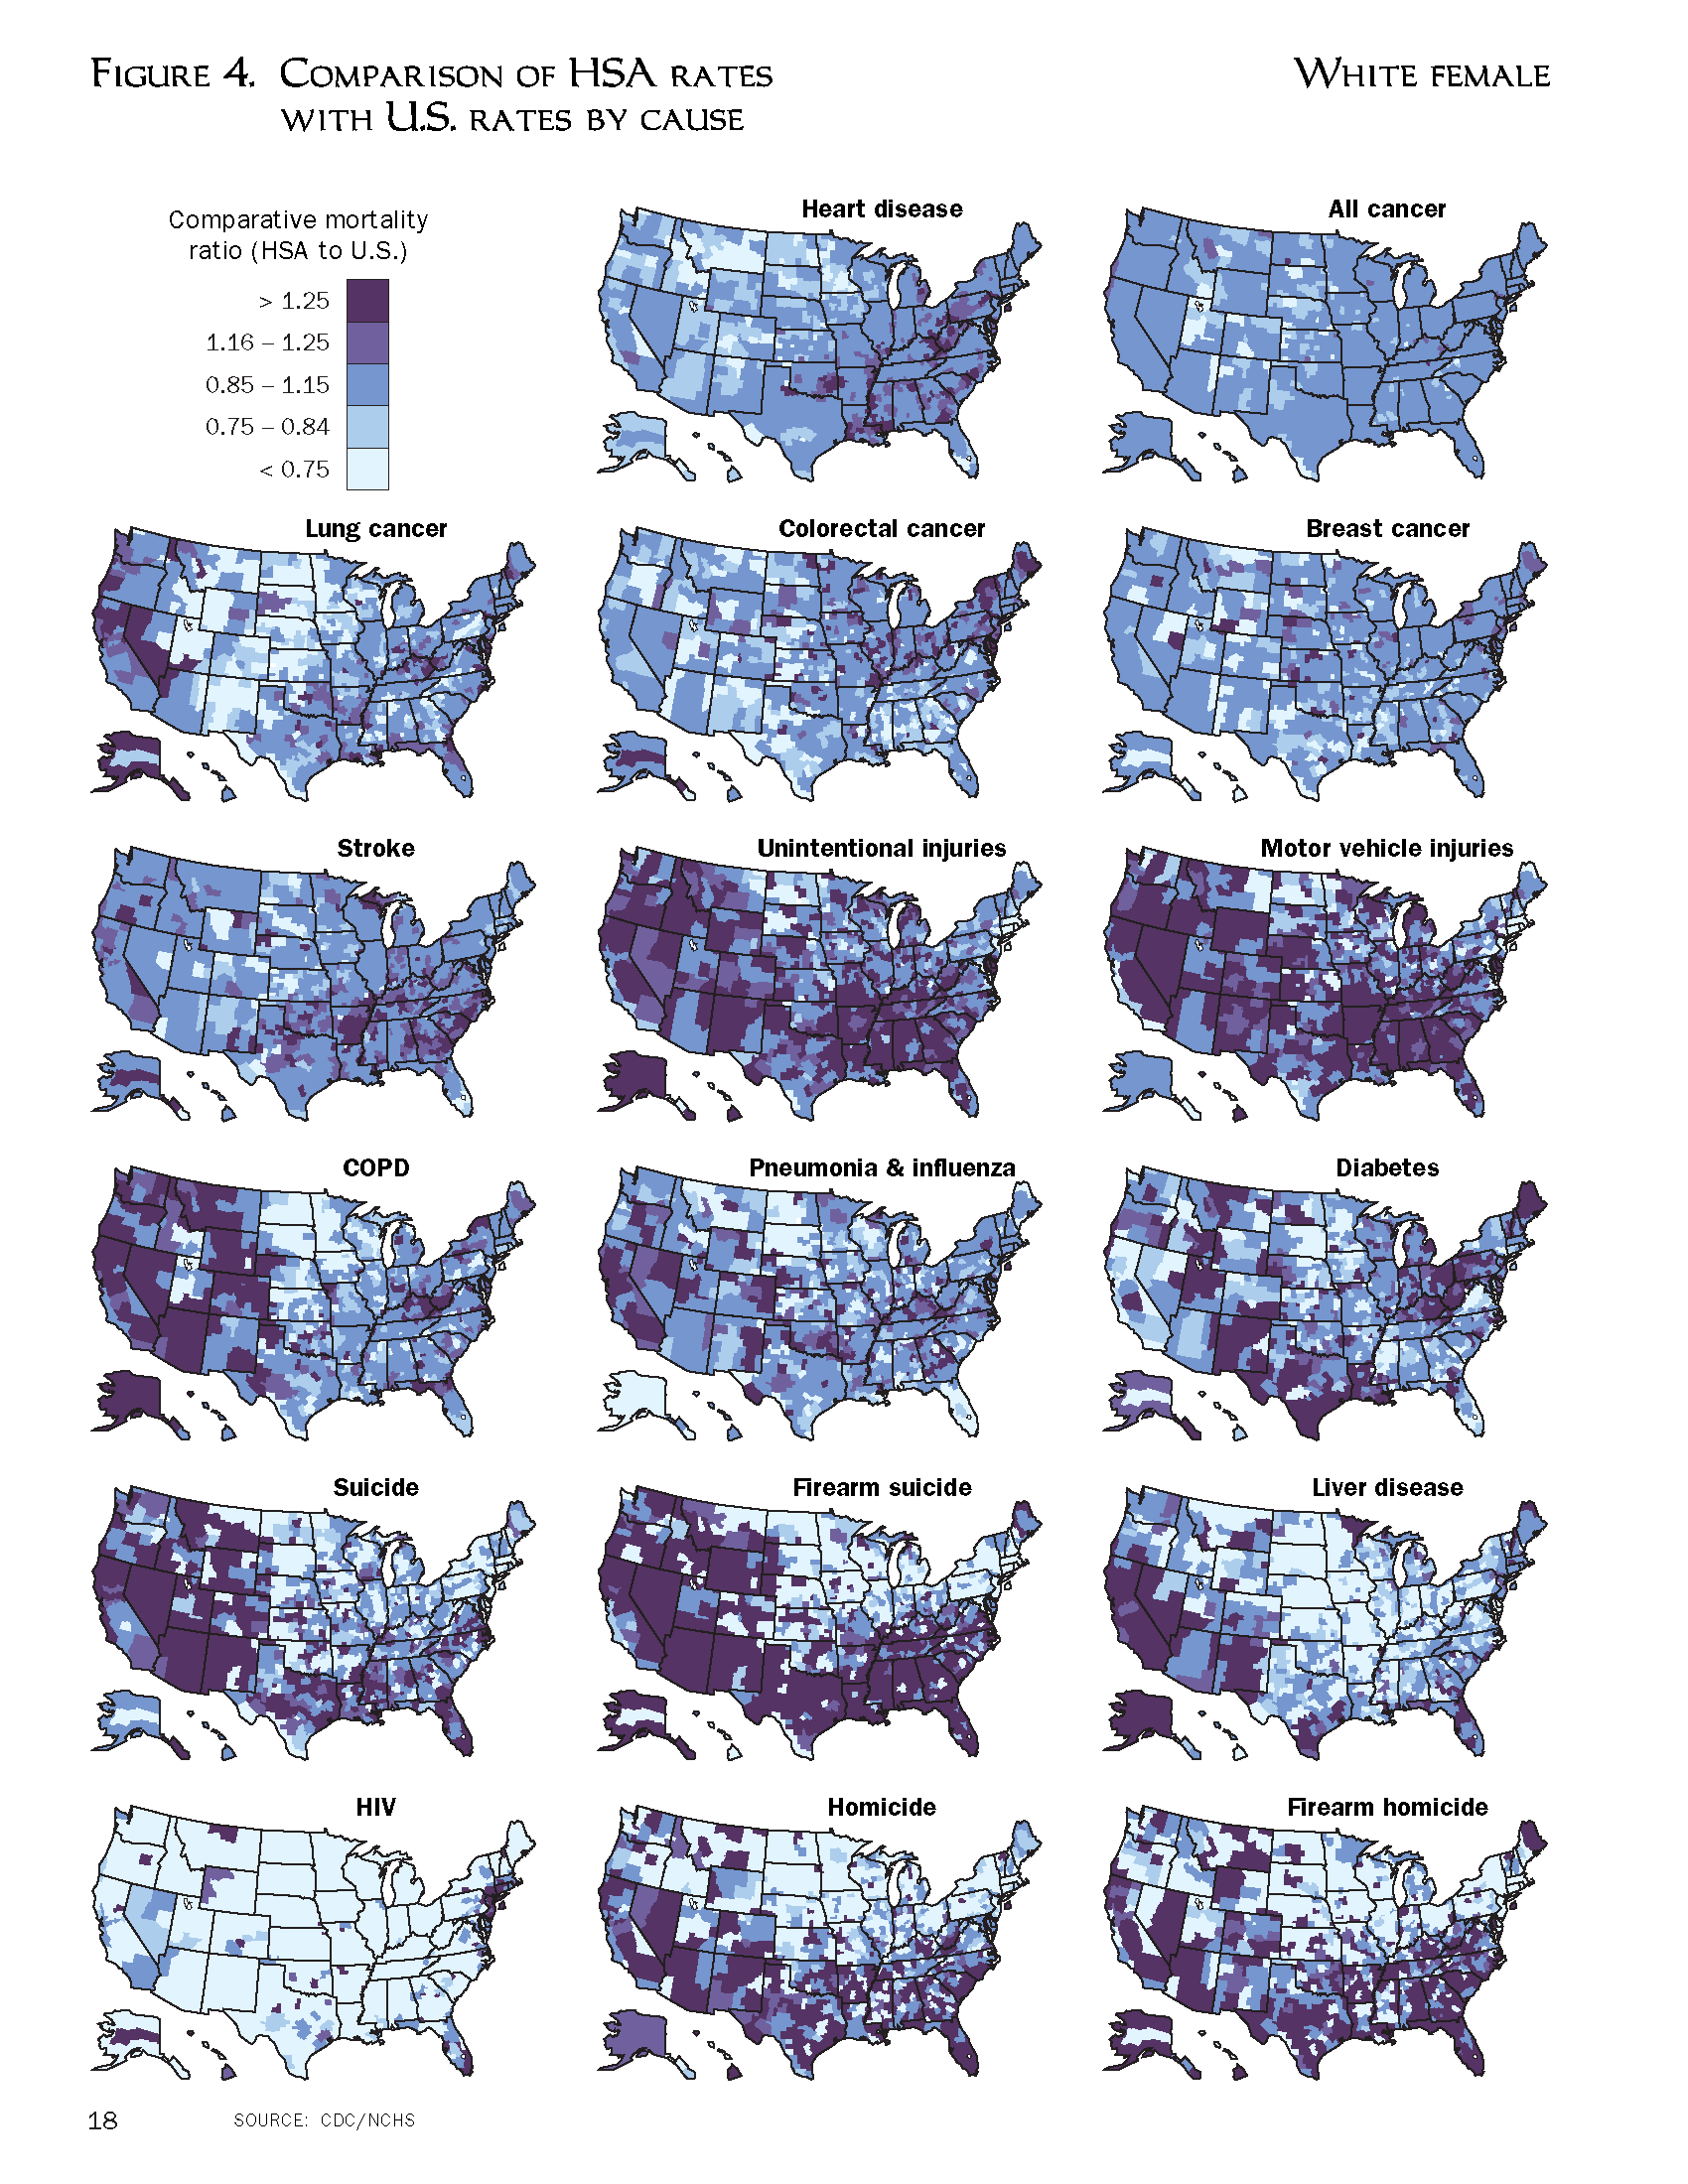 FIGURE 4. COMPARISON OF HSA RATES
WITH U.S. RATES BY CAUSE
WHITE FEMALE
Comparative mortality
ratio (HSA to U.S.)
> 1.25
1.16 – 1.25
0.85 – 1.15
0.75 – 0.84
< 0.75
Heart disease
All cancer
Lung cancer
Colorectal cancer
Breast cancer
Stroke
Unintentional injuries
Motor vehicle injuries
COPD
Pneumonia & influenza
Diabetes
Suicide
Firearm suicide
Liver disease
HIV
Homicide
Firearm homicide
18
SOURCE: CDC/NCHS